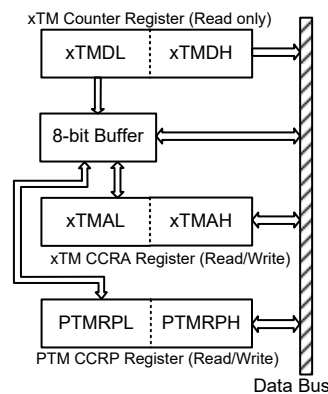 xTM Counter Register (Read only)
xTMDL
xTMDH
8-bit Buffer
xTMAL
xTMAH
xTM CCRA Register (Read/Write)
PTMRPL
PTMRPH
PTM CCRP Register (Read/Write)
Data Bus